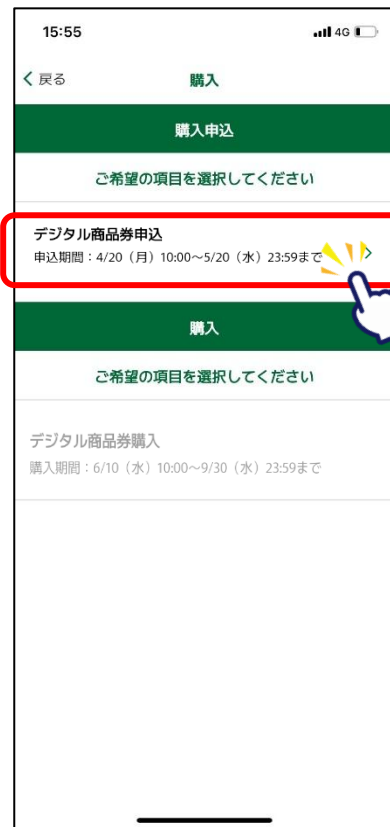 15:55 4G
戻る 購入
購入申込
ご希望の項目を選択してください
デジタル商品券申込
申込期間：4/20（月）10:00～5/20（水）23:59まで
購入
ご希望の項目を選択してください
デジタル商品券購入
購入期間：6/10（水）10:00～9/30（水）23:59まで